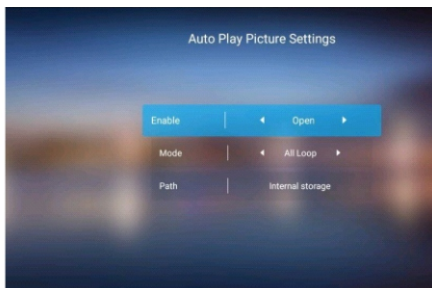 Auto Play Picture Settings
Enable Open
Mode All Loop
Path Internal storage